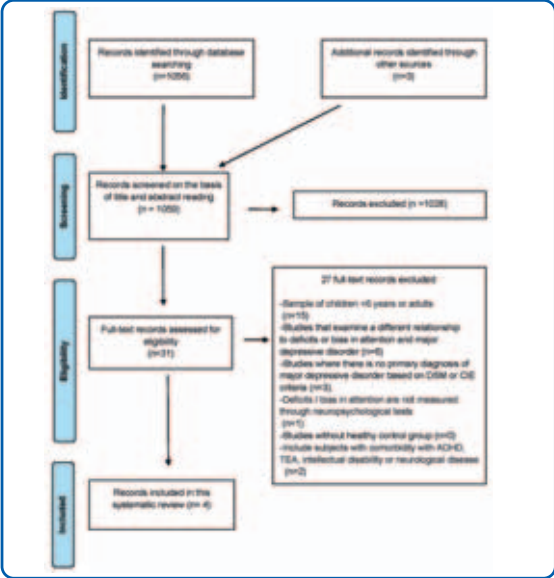 Identification
Records identified through database
searching
(n=1056)
Additional records identified through
other sources
(n=3)
Screening
Records screened on the basis
of title and abstract reading
(n = 1059)
Records excluded (n =1028)
Eligibility
Full-text records assessed for
eligibility
(n=31)
27 full-text records excluded:
-Sample of children <6 years or adults
(n=15)
-Studies that examine a different relationship
to deficits or bias in attention and major
depressive disorder (n=6)
-Studies where there is no primary diagnosis of
major depressive disorder based on DSM or CIE
criteria (n=3)
-Deficits / bias in attention are not measured
through neuropsychological tests
(n=1)
-Studies without healthy control group (n=0)
-Include subjects with comorbidity with ADHD,
TEA, intellectual disability or neurological disease
(n=2)
Included
Records included in this
systematic review (n= 4)